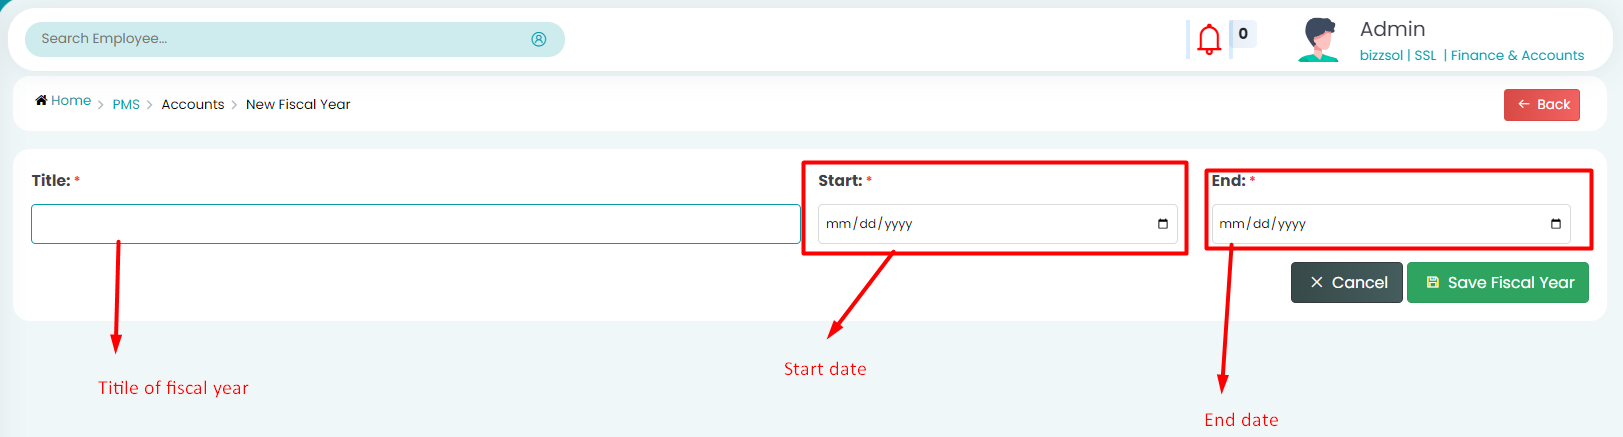 Search Employee...
0
Admin
bizzsol | SSL | Finance & Accounts
Home > PMS > Accounts > New Fiscal Year
← Back
Title: *
Start: *
End: *
mm/dd/yyyy
mm/dd/yyyy
× Cancel
Save Fiscal Year
Start date
Titile of fiscal year
End date